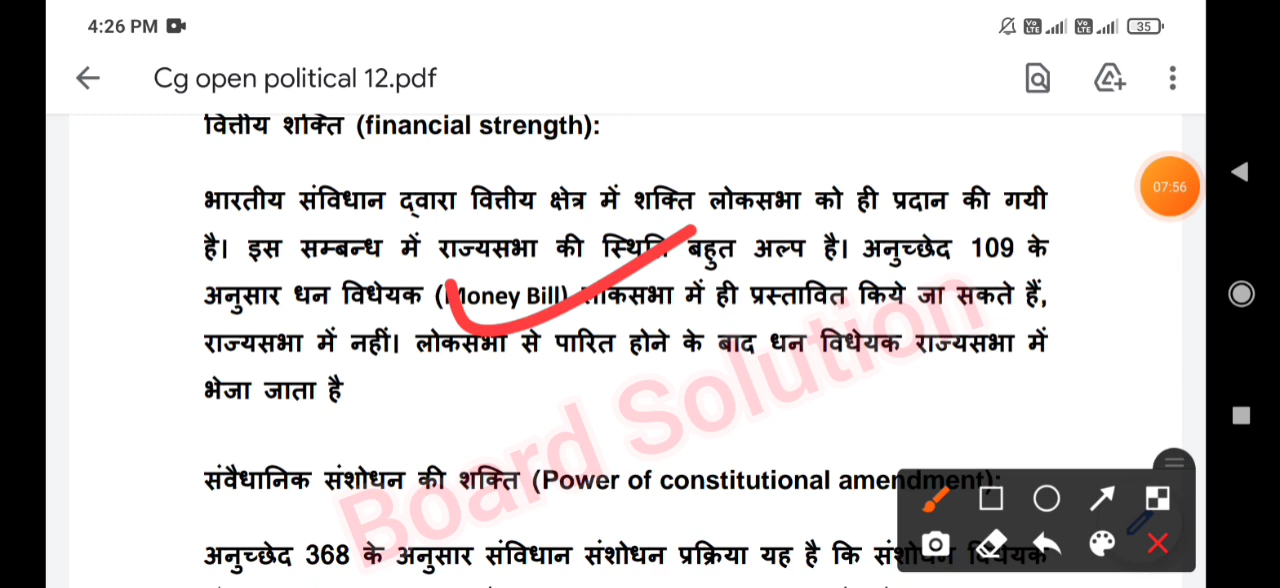 4:26 PM
35
Cg open political 12.pdf
वित्तीय शक्ति (financial strength):
भारतीय संविधान द्वारा वित्तीय क्षेत्र में शक्ति लोकसभा को ही प्रदान की गयी
07:56
है। इस सम्बन्ध में राज्यसभा की स्थिति बहुत अल्प है। अनुच्छेद 109 के
अनुसार धन विधेयक (Money Bill) लोकसभा में ही प्रस्तावित किये जा सकते हैं,
राज्यसभा में नहीं। लोकसभा से पारित होने के बाद धन विधेयक राज्यसभा में
भेजा जाता है
Board Solution
संवैधानिक संशोधन की शक्ति (Power of constitutional amendment):
अनुच्छेद 368 के अनुसार संविधान संशोधन प्रक्रिया यह है कि संशोधन विधेयक